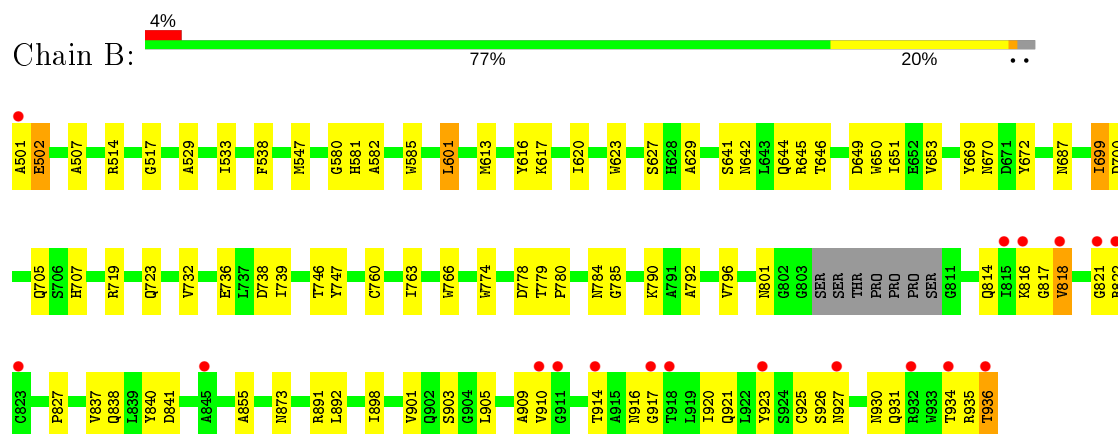 4%
Chain B:
77% 20% • •
A501 E502 A507 R514 G517 A529 I533 F538 M547 G580 H581 A582 W585 L601 M613 Y616 K617 I620 W623 S627 H628 A629 S641 N642 L643 Q644 R645 T646 D649 W650 I651 E652 V653 Y669 N670 D671 Y672 N687 I699
Q705 S706 H707 R719 Q723 V732 E736 L737 D738 I739 T746 Y747 C760 I763 W766 W774 D778 T779 P780 N784 G785 K790 A791 A792 V796 N801 G802 G803 SER SER THR PRO PRO PRO SER G811 Q814 I815 K816 G817 V818 G821
C823 P827 V837 Q838 L839 Y840 D841 A845 A855 N873 R891 L892 I898 V901 Q902 S903 G904 L905 A909 V910 G911 T914 A915 N916 G917 T918 L919 I920 Q921 L922 Y923 S924 C925 S926 N927 N930 Q931 R932 W933 T934 R935 T936